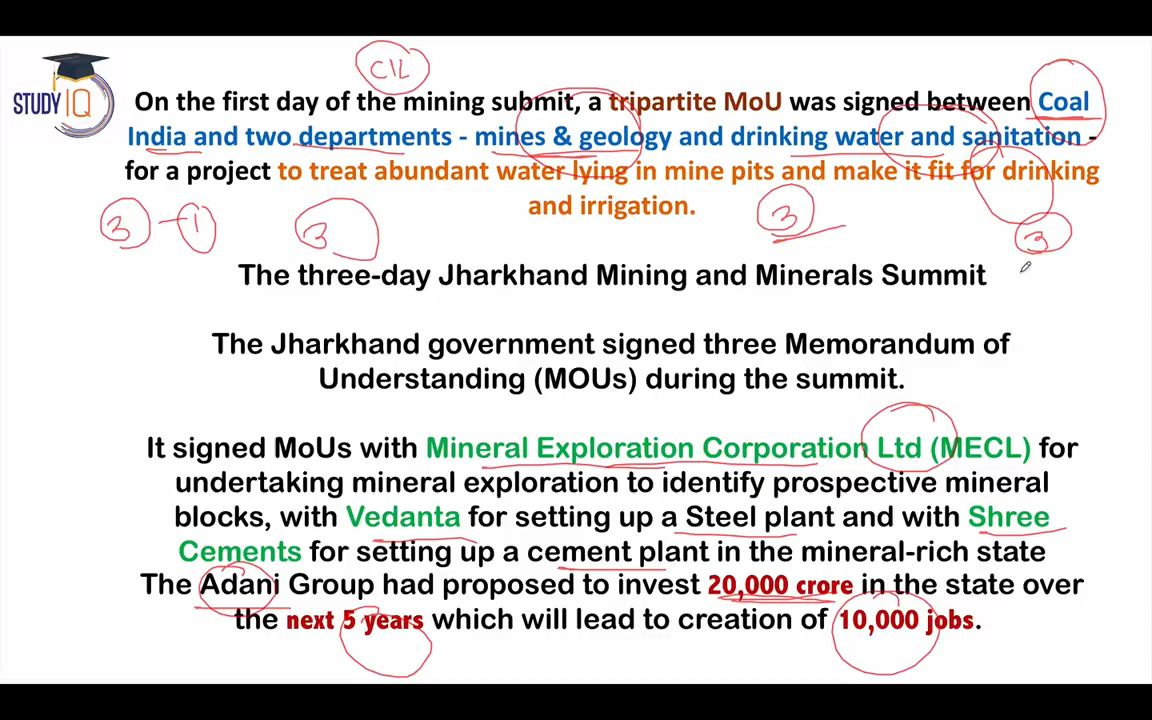 CIL
STUDY IQ
On the first day of the mining submit, a tripartite MoU was signed between Coal
India and two departments - mines & geology and drinking water and sanitation -
for a project to treat abundant water lying in mine pits and make it fit for drinking
and irrigation.
3 - 1 3 3 3
The three-day Jharkhand Mining and Minerals Summit
The Jharkhand government signed three Memorandum of
Understanding (MOUs) during the summit.
It signed MoUs with Mineral Exploration Corporation Ltd (MECL) for
undertaking mineral exploration to identify prospective mineral
blocks, with Vedanta for setting up a Steel plant and with Shree
Cements for setting up a cement plant in the mineral-rich state
The Adani Group had proposed to invest 20,000 crore in the state over
the next 5 years which will lead to creation of 10,000 jobs.